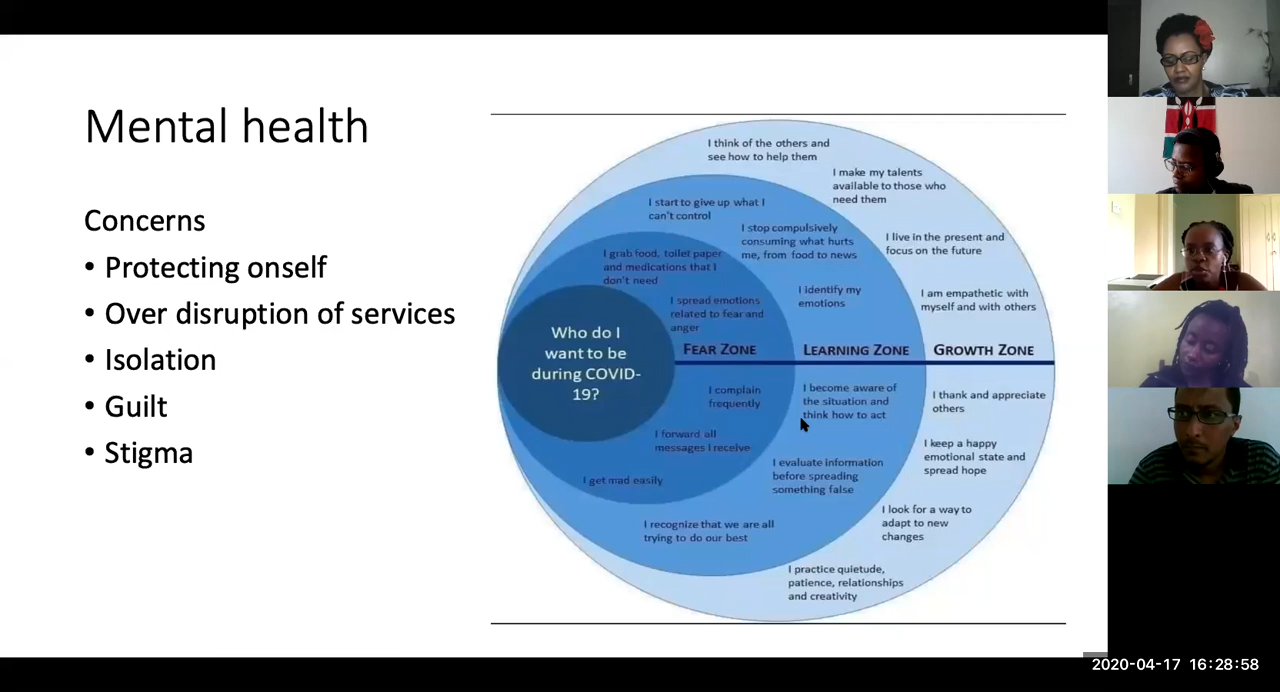 Mental health
Concerns
• Protecting onself
• Over disruption of services
• Isolation
• Guilt
• Stigma
I think of the others and
see how to help them
I make my talents
available to those who
need them
I start to give up what I
can't control
I stop compulsively
consuming what hurts
me, from food to news
I live in the present and
focus on the future
I grab food, toilet paper
and medications that I
don't need
I identify my
emotions
I am empathetic with
myself and with others
I spread emotions
related to fear and
anger
Who do I
want to be
during COVID-
19?
FEAR ZONE
LEARNING ZONE
GROWTH ZONE
I complain
frequently
I become aware of
the situation and
think how to act
I thank and appreciate
others
I forward all
messages I receive
I keep a happy
emotional state and
spread hope
I evaluate information
before spreading
something false
I get mad easily
I look for a way to
adapt to new
changes
I recognize that we are all
trying to do our best
I practice quietude,
patience, relationships
and creativity
2020-04-17 16:28:58